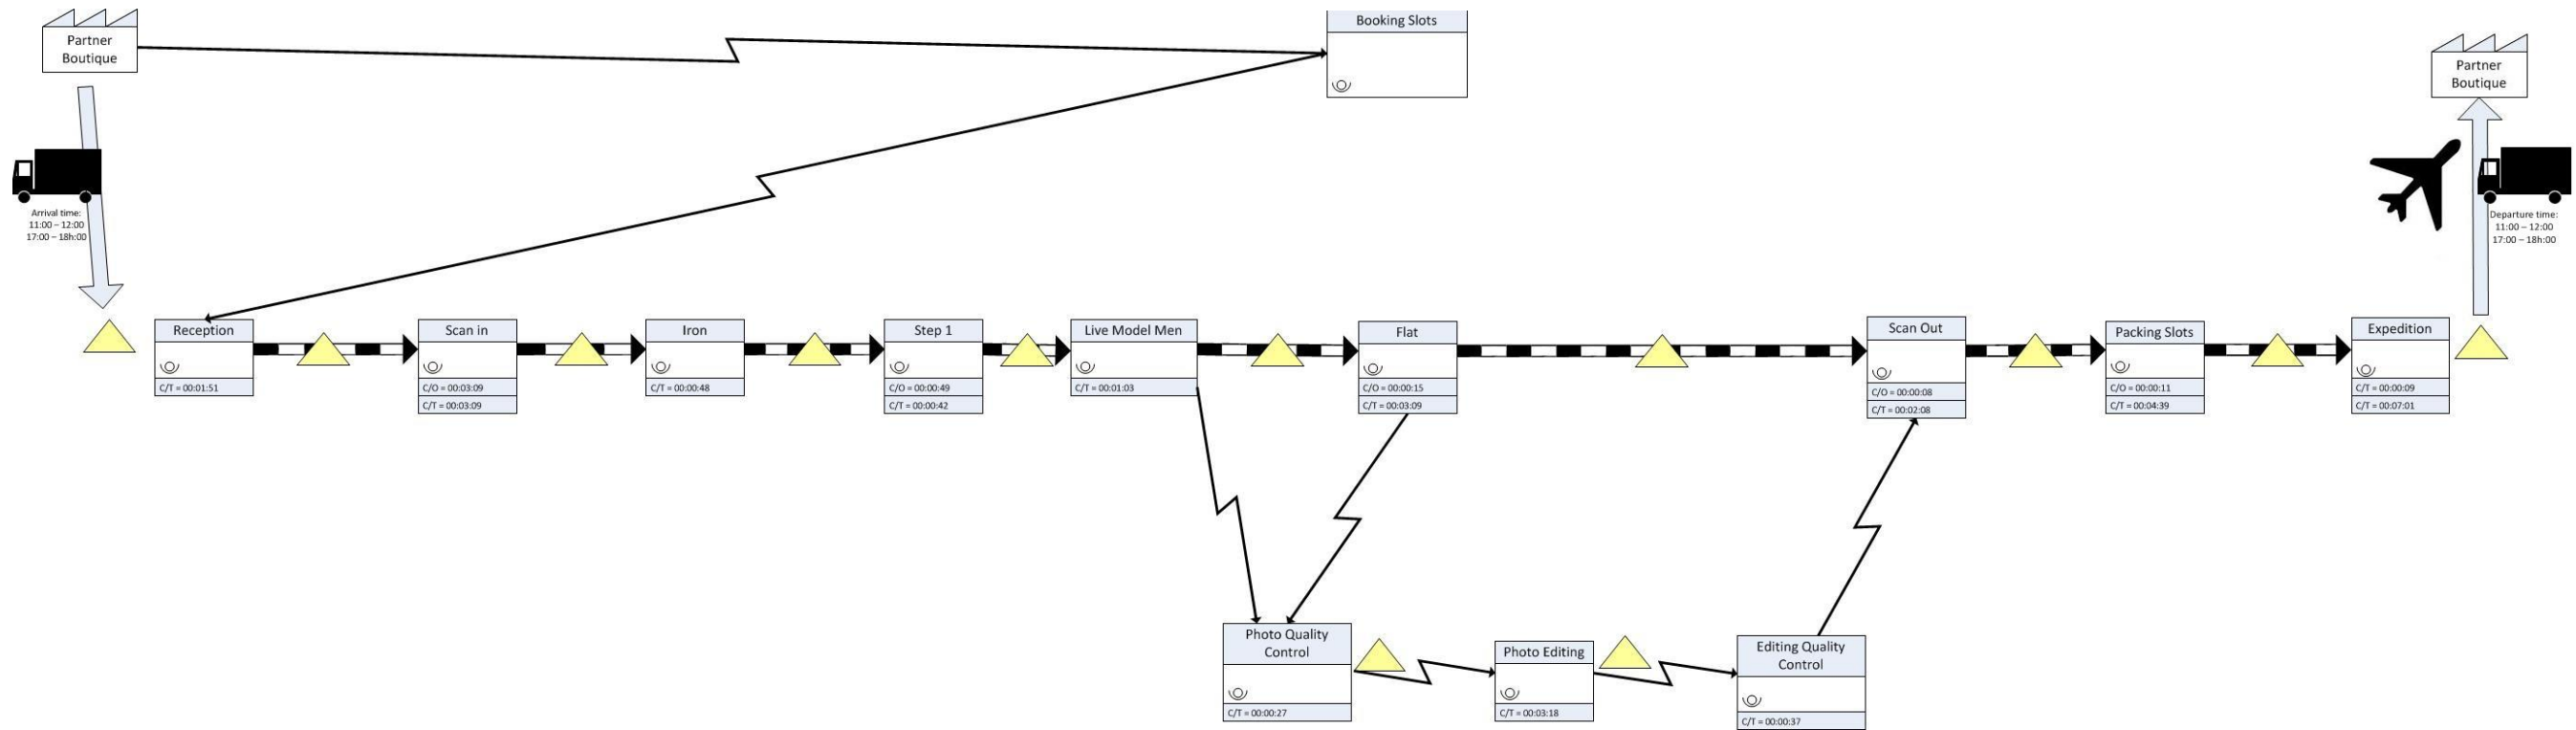 Partner
Boutique
Booking Slots
Partner
Boutique
Arrival time:
11:00 – 12:00
17:00 – 18h:00
Departure time:
11:00 – 12:00
17:00 – 18h:00
Reception
C/T = 00:01:51
Scan in
C/O = 00:03:09
C/T = 00:03:09
Iron
C/T = 00:00:48
Step 1
C/O = 00:00:49
C/T = 00:00:42
Live Model Men
C/T = 00:01:03
Flat
C/O = 00:00:15
C/T = 00:03:09
Scan Out
C/O = 00:00:08
C/T = 00:02:08
Packing Slots
C/O = 00:00:11
C/T = 00:04:39
Expedition
C/T = 00:00:09
C/T = 00:07:01
Photo Quality
Control
C/T = 00:00:27
Photo Editing
C/T = 00:03:18
Editing Quality
Control
C/T = 00:00:37